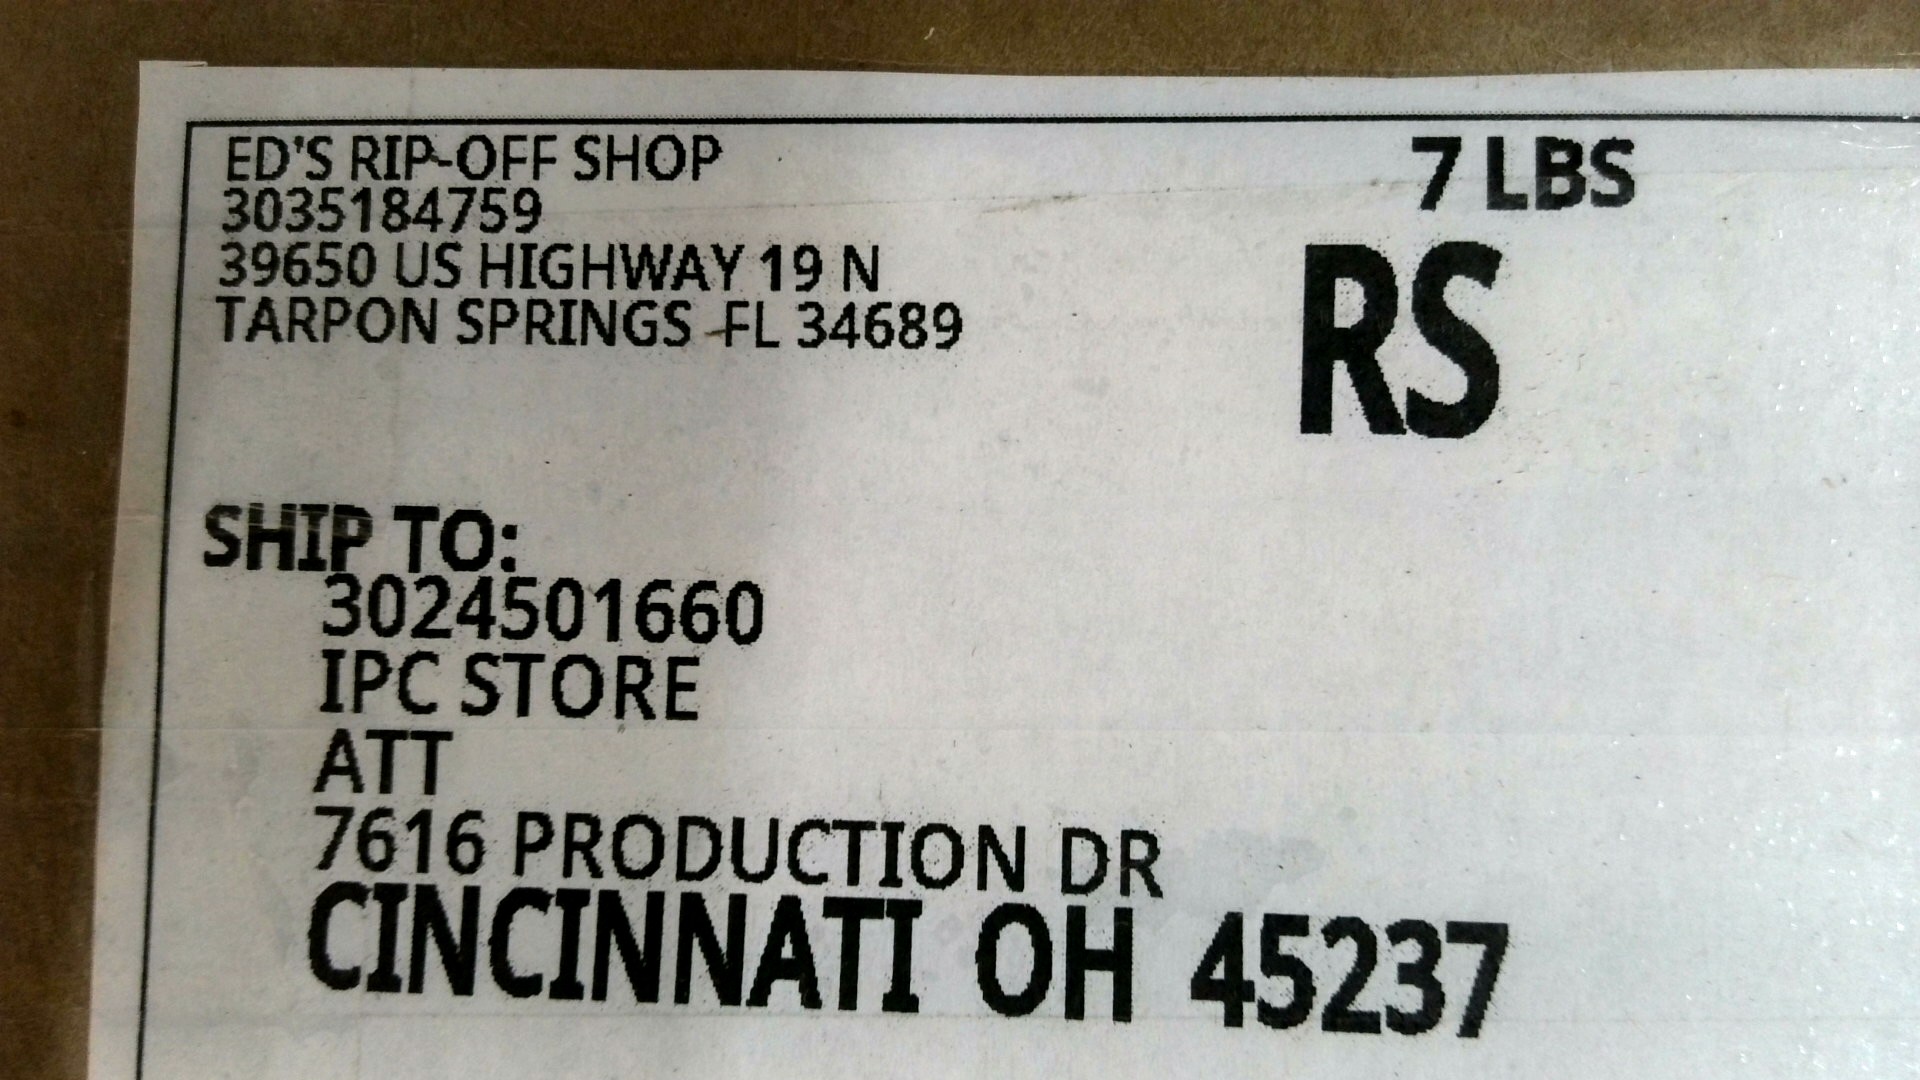 ED'S RIP-OFF SHOP
3035184759
39650 US HIGHWAY 19 N
TARPON SPRINGS FL 34689
7 LBS
RS
SHIP TO:
3024501660
IPC STORE
ATT
7616 PRODUCTION DR
CINCINNATI OH 45237